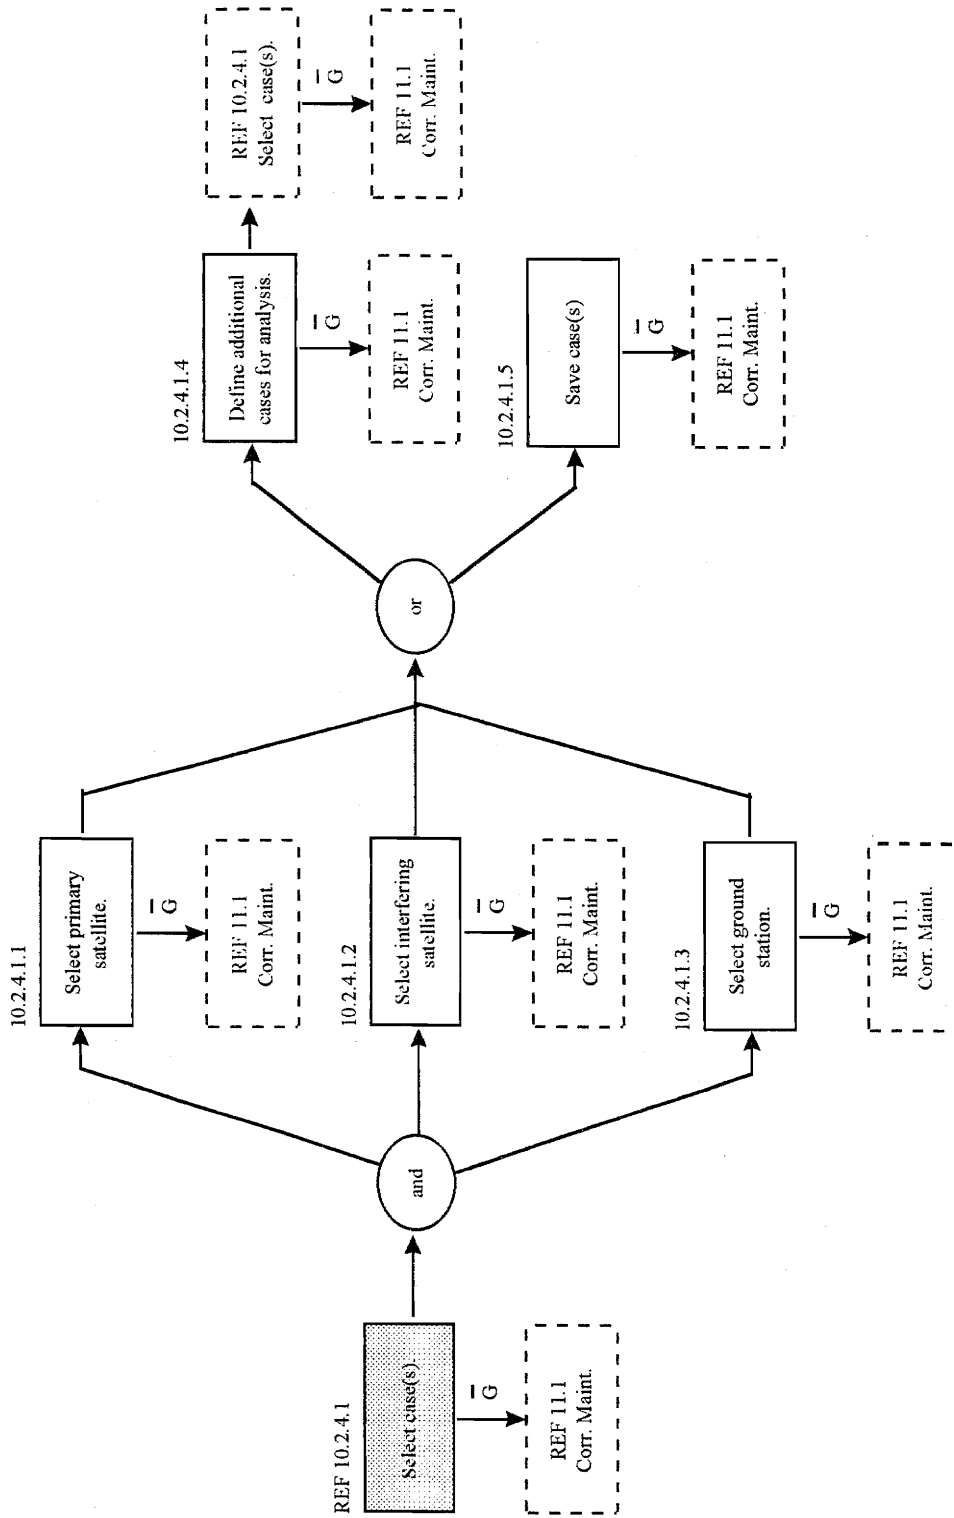 REF 10.2.4.1
Select case(s).
G
REF 11.1
Corr. Maint.
and
10.2.4.1.1
Select primary
satellite.
G
REF 11.1
Corr. Maint.
10.2.4.1.2
Select interfering
satellite.
G
REF 11.1
Corr. Maint.
10.2.4.1.3
Select ground
station.
G
REF 11.1
Corr. Maint.
or
10.2.4.1.4
Define additional
cases for analysis.
G
REF 11.1
Corr. Maint.
REF 10.2.4.1
Select case(s).
G
REF 11.1
Corr. Maint.
10.2.4.1.5
Save case(s)
G
REF 11.1
Corr. Maint.